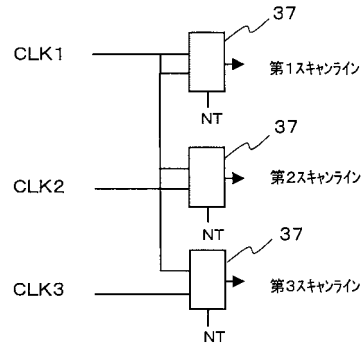 37
CLK1
第1スキャンライン
NT
37
CLK2
第2スキャンライン
NT
37
CLK3
第3スキャンライン
NT